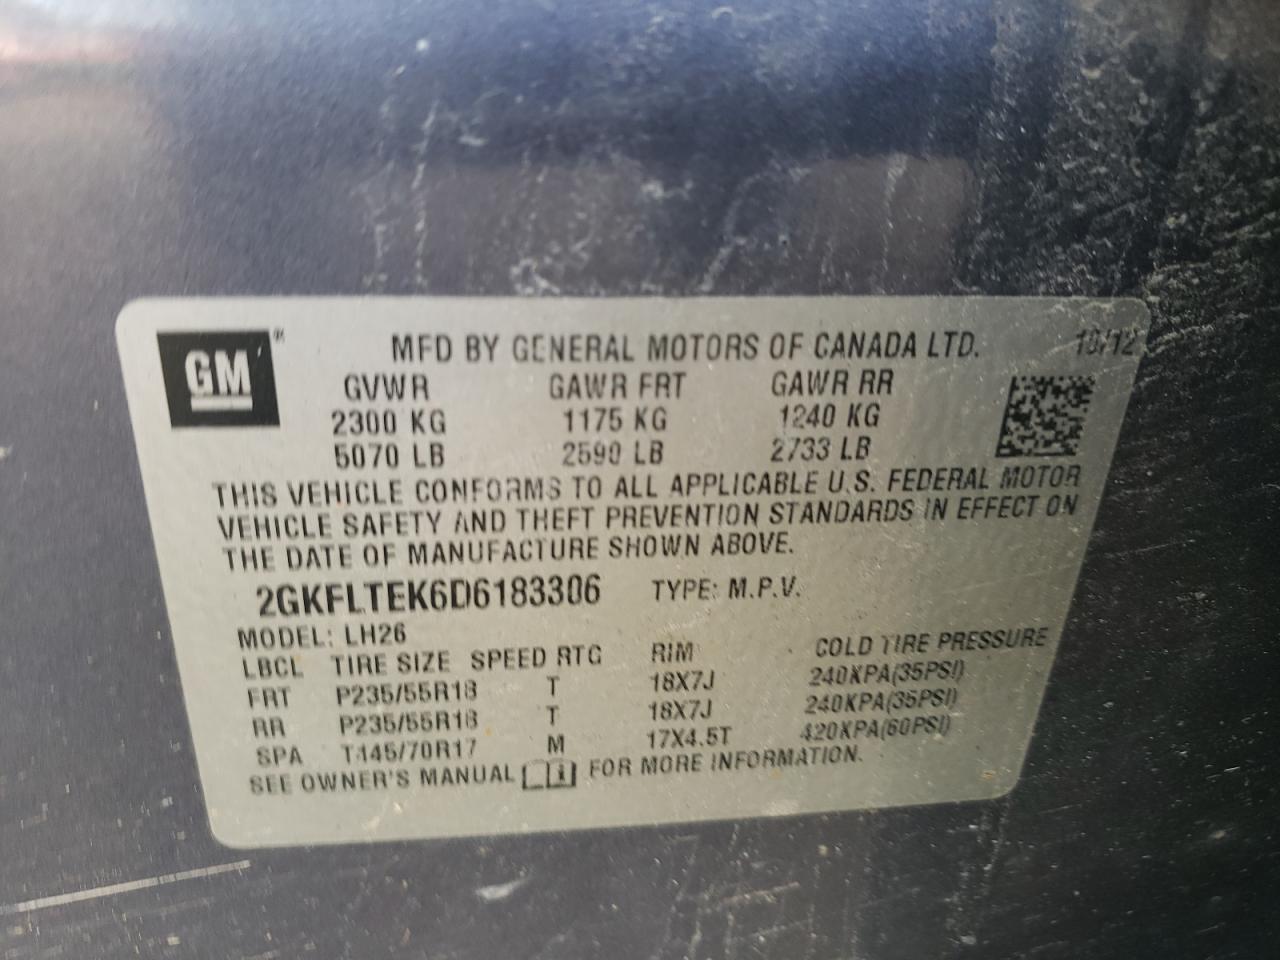 GM® MFD BY GENERAL MOTORS OF CANADA LTD. 10/12
GVWR GAWR FRT GAWR RR
2300 KG 1175 KG 1240 KG
5070 LB 2590 LB 2733 LB
THIS VEHICLE CONFORMS TO ALL APPLICABLE U.S. FEDERAL MOTOR
VEHICLE SAFETY AND THEFT PREVENTION STANDARDS IN EFFECT ON
THE DATE OF MANUFACTURE SHOWN ABOVE.
2GKFLTEK6D6183306 TYPE: M.P.V.
MODEL: LH26
LBCL TIRE SIZE SPEED RTG RIM COLD TIRE PRESSURE
FRT P235/55R18 T 18X7J 240KPA(35PSI)
RR P235/55R18 T 18X7J 240KPA(35PSI)
SPA T145/70R17 M 17X4.5T 420KPA(60PSI)
SEE OWNER'S MANUAL FOR MORE INFORMATION.